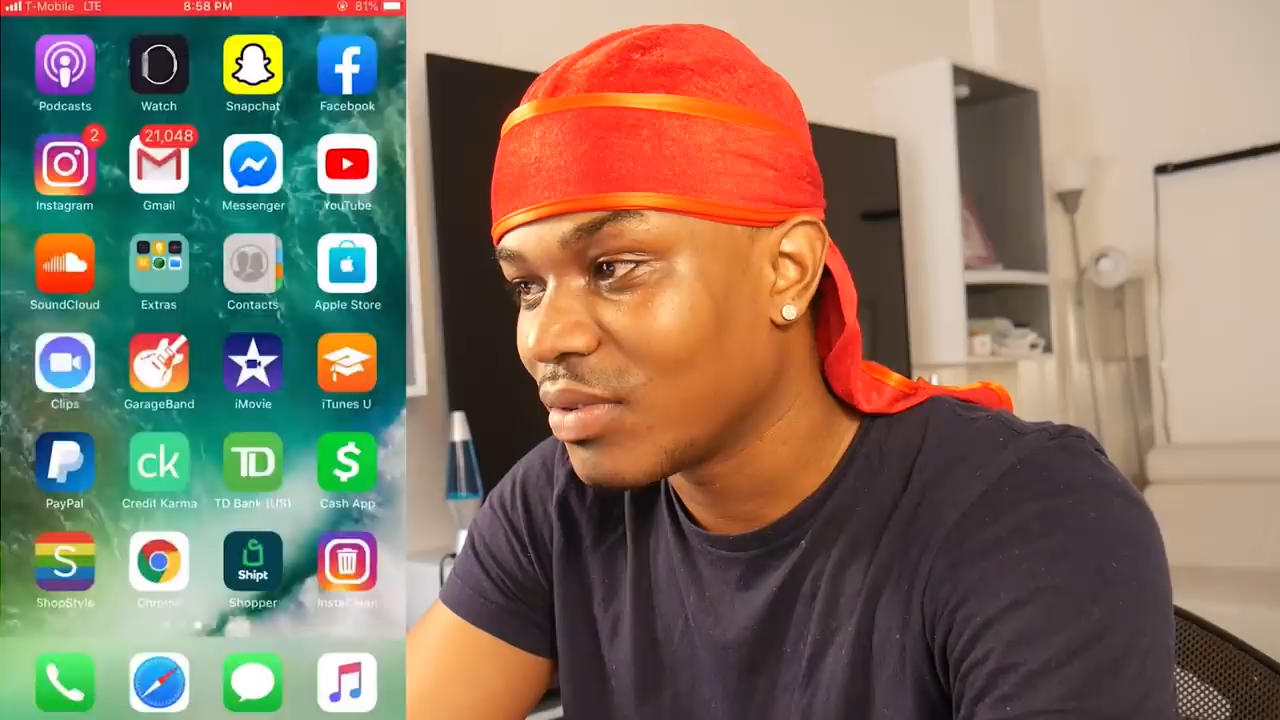 T-Mobile LTE 8:58 PM 81%
Podcasts Watch Snapchat Facebook
2 21,048
Instagram Gmail Messenger YouTube
SoundCloud Extras Contacts Apple Store
Clips GarageBand iMovie iTunes U
ck TD $
PayPal Credit Karma TD Bank (US) Cash App
S Shipt
ShopStyle Chrome Shopper InstaClean